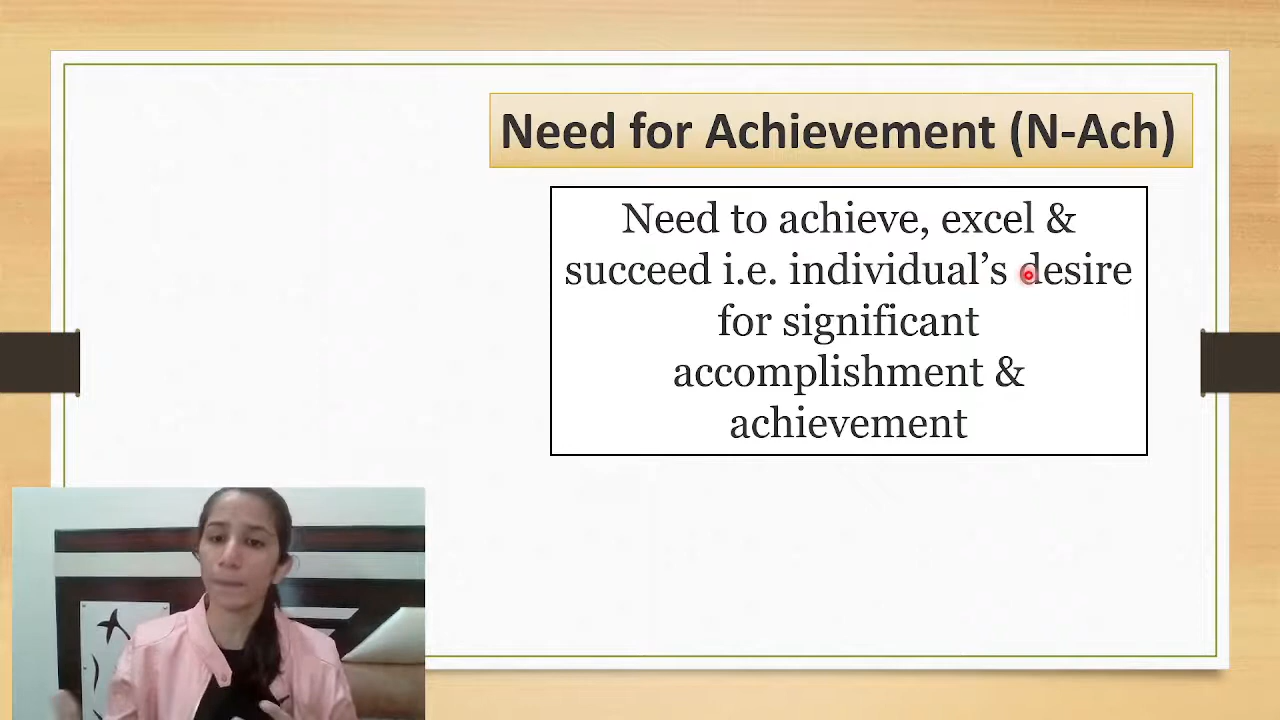 Need for Achievement (N-Ach)
Need to achieve, excel &
succeed i.e. individual’s desire
for significant
accomplishment &
achievement